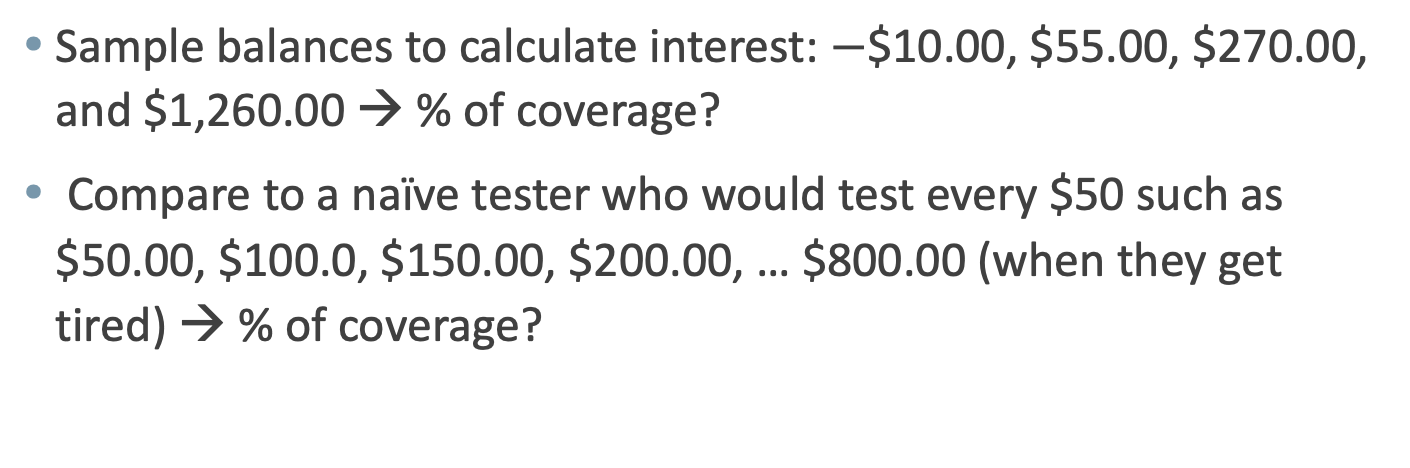 • Sample balances to calculate interest: –$10.00, $55.00, $270.00,
and $1,260.00 → % of coverage?
• Compare to a naïve tester who would test every $50 such as
$50.00, $100.0, $150.00, $200.00, ... $800.00 (when they get
tired) → % of coverage?